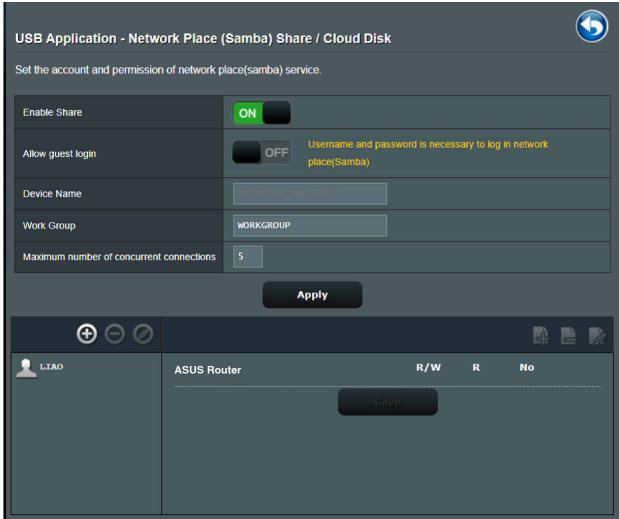 USB Application - Network Place (Samba) Share / Cloud Disk
Set the account and permission of network place(samba) service.
Enable Share ON
Allow guest login OFF Username and password is necessary to log in network
place(Samba)
Device Name
Work Group WORKGROUP
Maximum number of concurrent connections 5
Apply
LIAO ASUS Router R/W R No
Save